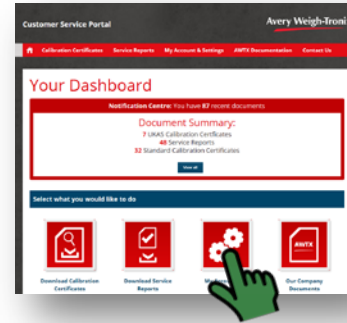 Customer Service Portal
Avery Weigh-Troni
Calibration Certificates Service Reports My Account & Settings AWTX Documentation Contact Us
Your Dashboard
Notification Centre: You have 87 recent documents
Document Summary:
7 UKAS Calibration Certificates
48 Service Reports
32 Standard Calibration Certificates
View all
Select what you would like to do
AWTX
Download Calibration Certificates
Download Service Reports
Our Company Documents